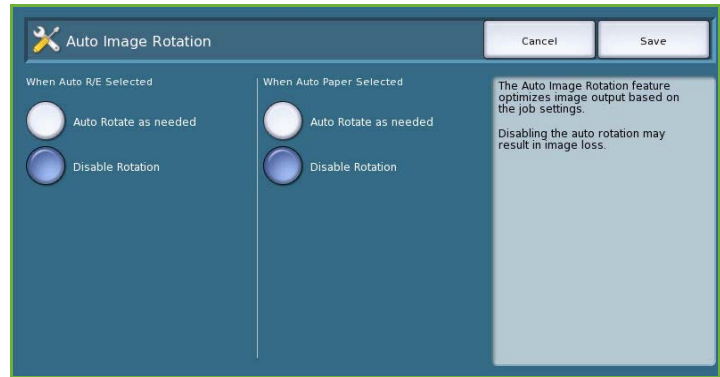 Auto Image Rotation
Cancel
Save
When Auto R/E Selected
Auto Rotate as needed
Disable Rotation
When Auto Paper Selected
Auto Rotate as needed
Disable Rotation
The Auto Image Rotation feature
optimizes image output based on
the job settings.
Disabling the auto rotation may
result in image loss.